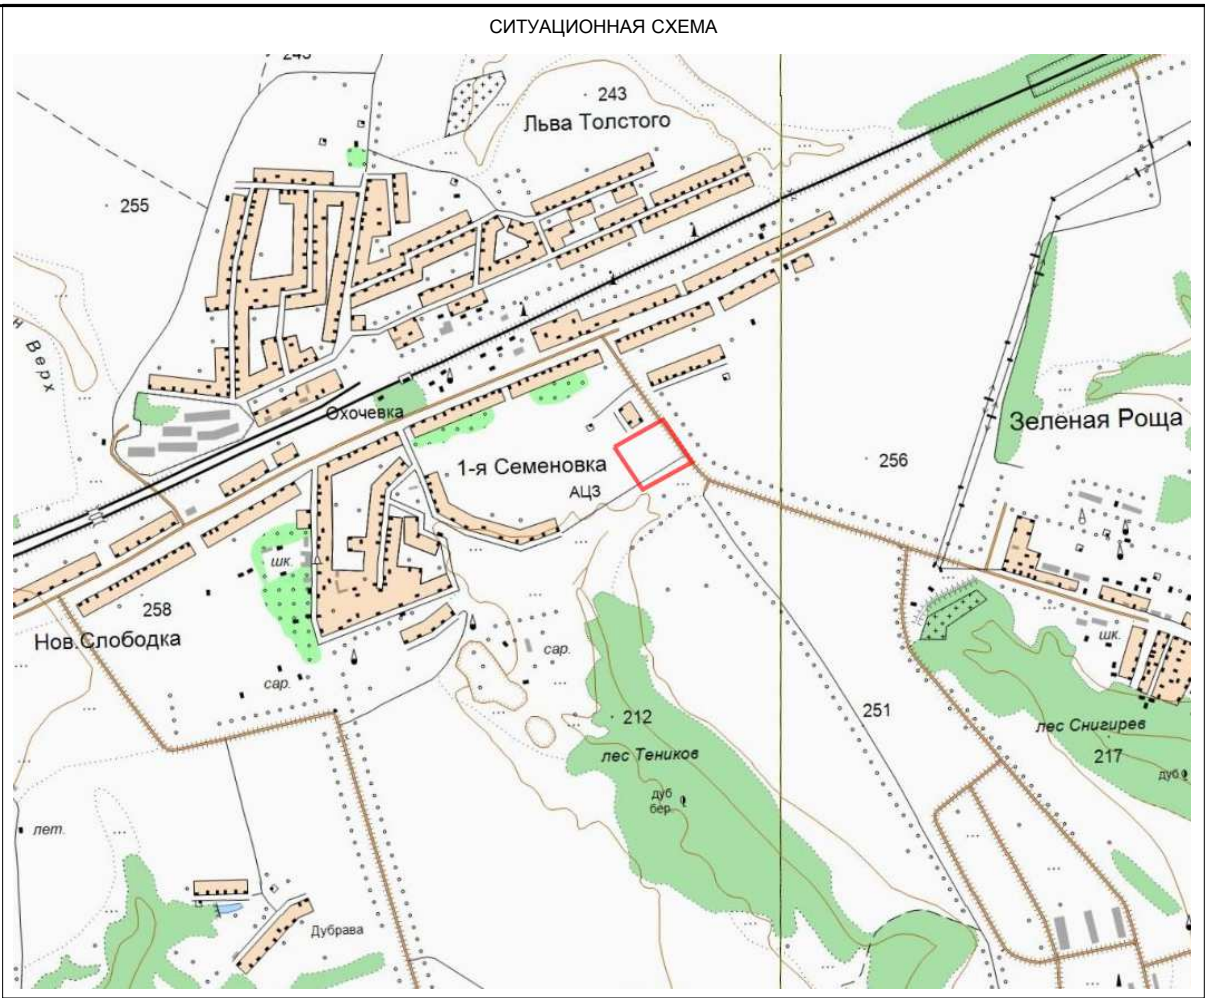 СИТУАЦИОННАЯ СХЕМА
243
Льва Толстого
255
Верх
Охочевка
Зеленая Роща
1-я Семеновка
256
АЦЗ
шк.
258
Нов.Слободка
шк.
сар.
сар.
212
251
лес Снигирев
лес Теников
217
дуб
дуб
бер.
лет.
Дубрава